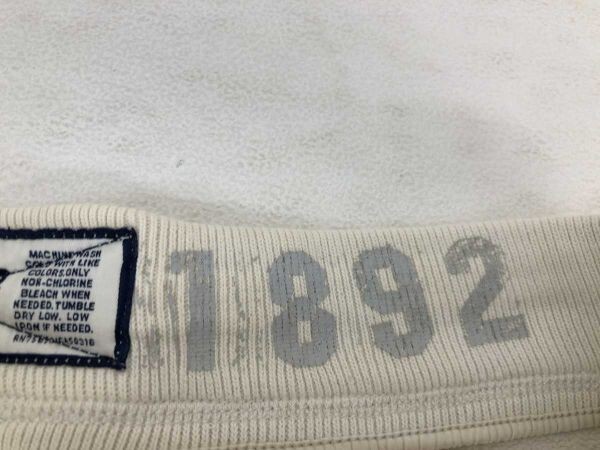 MACHINE WASH
COLD WITH LIKE
COLORS. ONLY
NON-CHLORINE
BLEACH WHEN
NEEDED. TUMBLE
DRY LOW. LOW
IRON IF NEEDED.
1892